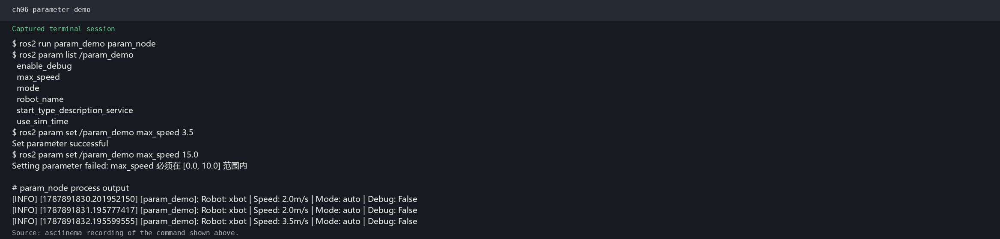 ch06-parameter-demo
Captured terminal session
$ ros2 run param_demo param_node
$ ros2 param list /param_demo
  enable_debug
  max_speed
  mode
  robot_name
  start_type_description_service
  use_sim_time
$ ros2 param set /param_demo max_speed 3.5
Set parameter successful
$ ros2 param set /param_demo max_speed 15.0
Setting parameter failed: max_speed 必须在 [0.0, 10.0] 范围内
# param_node process output
[INFO] [1787891830.201952150] [param_demo]: Robot: xbot | Speed: 2.0m/s | Mode: auto | Debug: False
[INFO] [1787891831.195777417] [param_demo]: Robot: xbot | Speed: 2.0m/s | Mode: auto | Debug: False
[INFO] [1787891832.195599555] [param_demo]: Robot: xbot | Speed: 3.5m/s | Mode: auto | Debug: False
Source: asciinema recording of the command shown above.